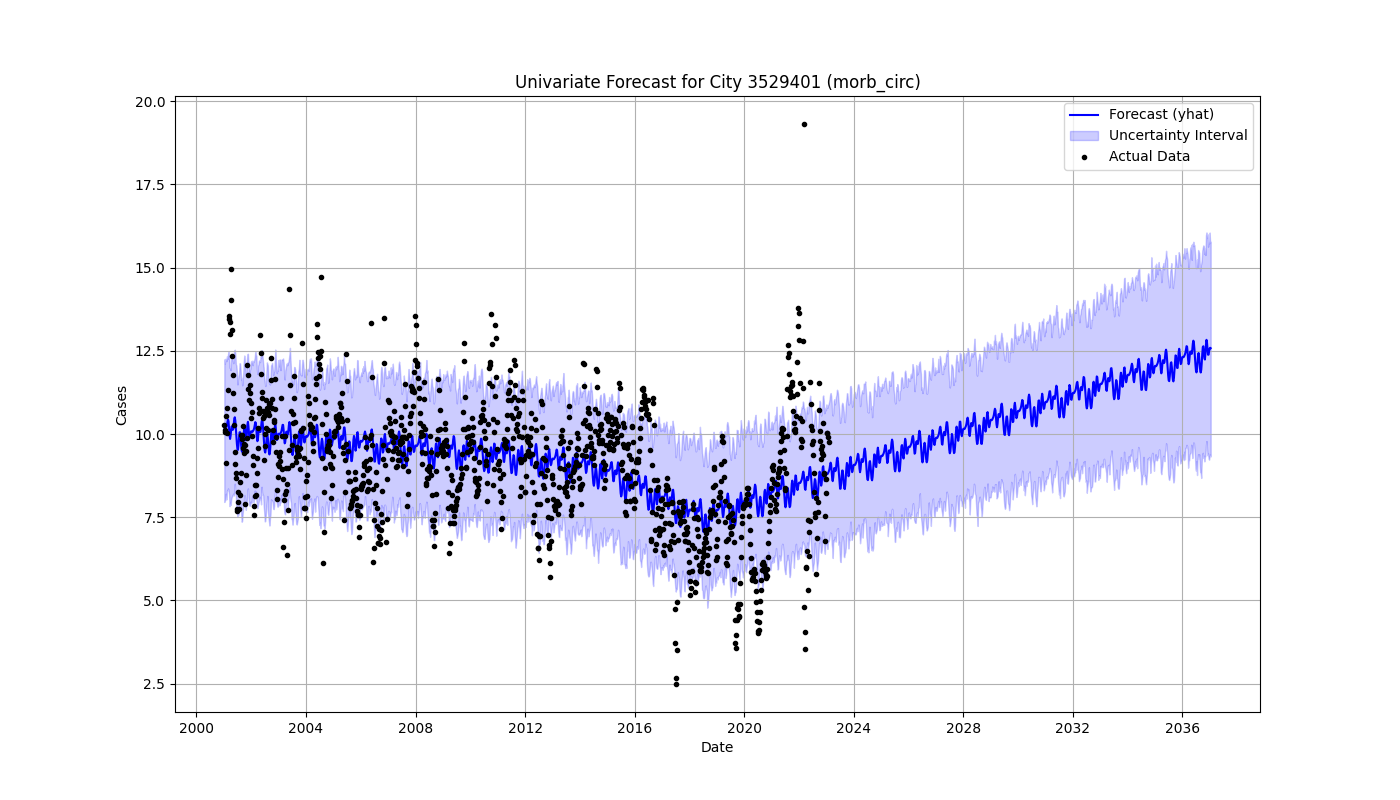 Univariate Forecast for City 3529401 (morb_circ)
20.0
17.5
15.0
12.5
10.0
7.5
5.0
2.5
Cases
Forecast (yhat)
Uncertainty Interval
Actual Data
2000 2004 2008 2012 2016 2020 2024 2028 2032 2036
Date